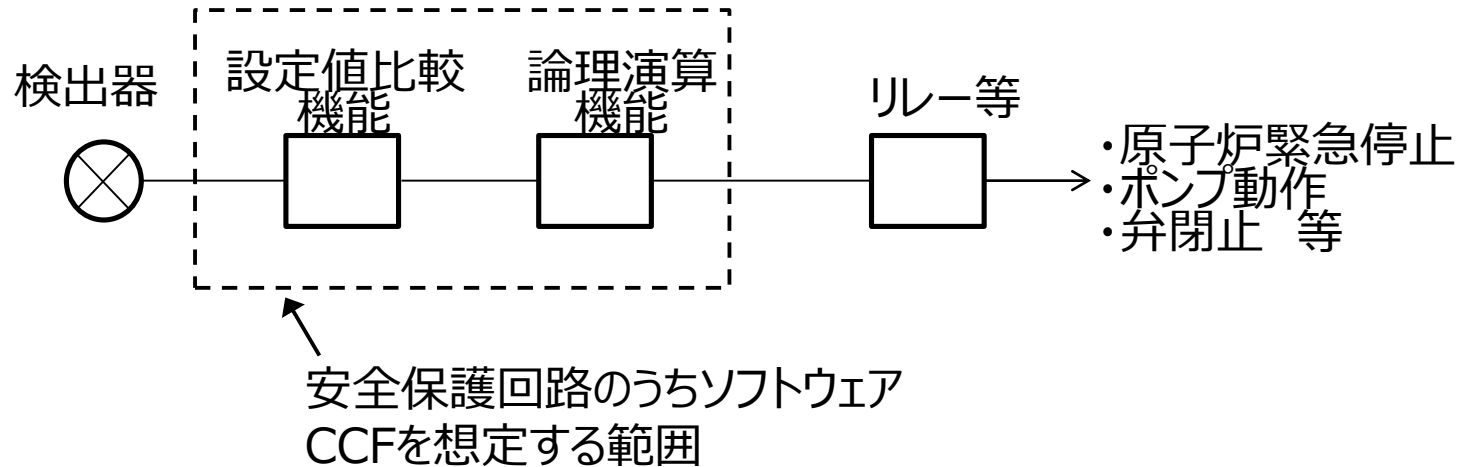 検出器
設定値比較
機能
論理演算
機能
リレー等
・原子炉緊急停止
・ポンプ動作
・弁閉止　等
安全保護回路のうちソフトウェア
CCFを想定する範囲